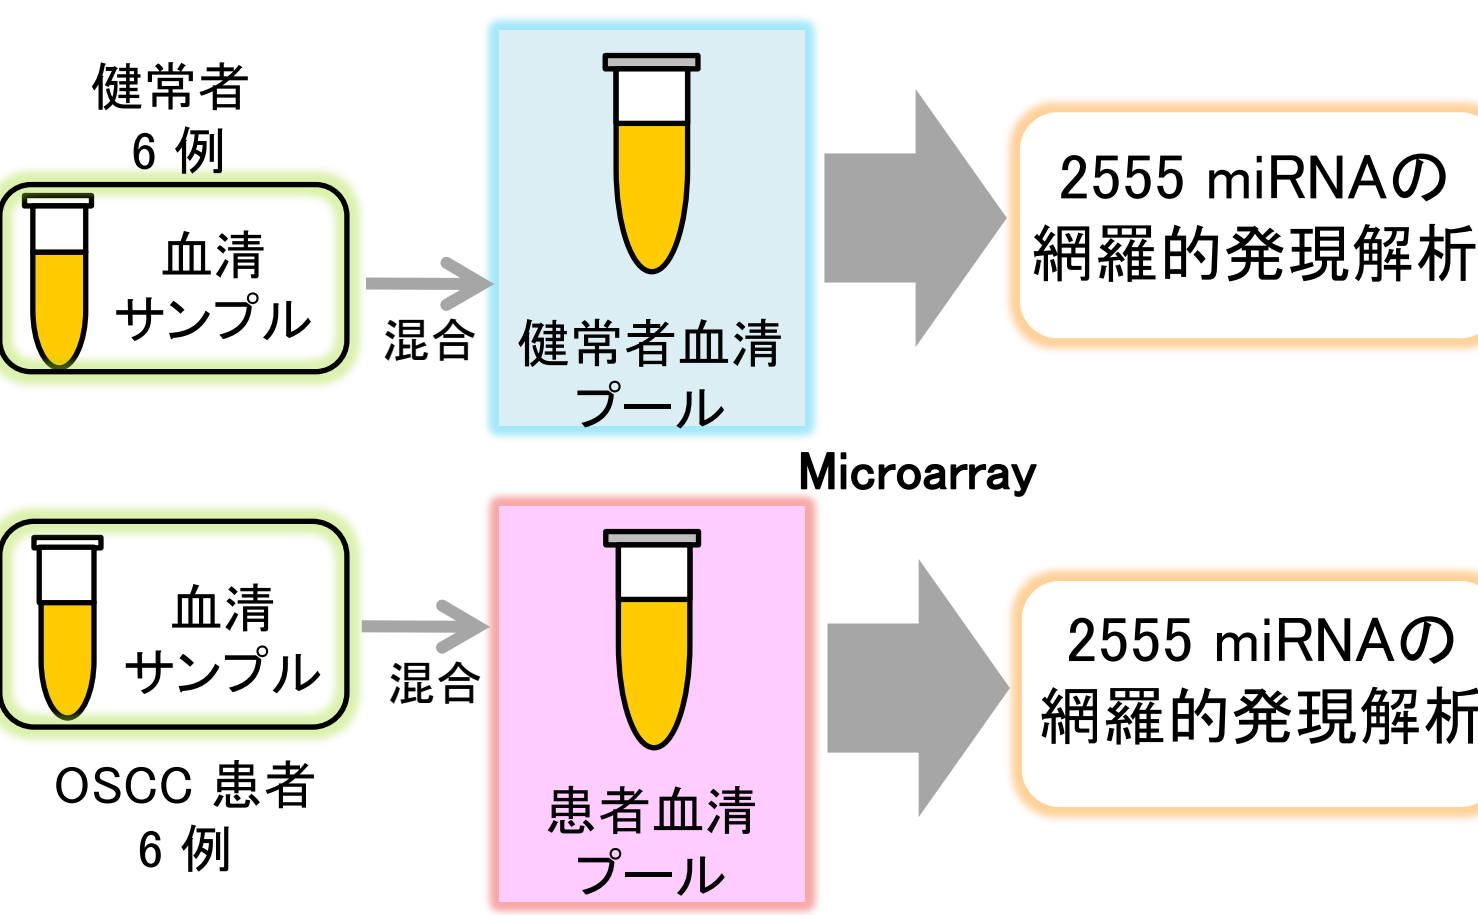 健常者
6 例
血清
サンプル
混合
健常者血清
プール
2555 miRNAの
網羅的発現解析
Microarray
血清
サンプル
混合
OSCC 患者
6 例
患者血清
プール
2555 miRNAの
網羅的発現解析